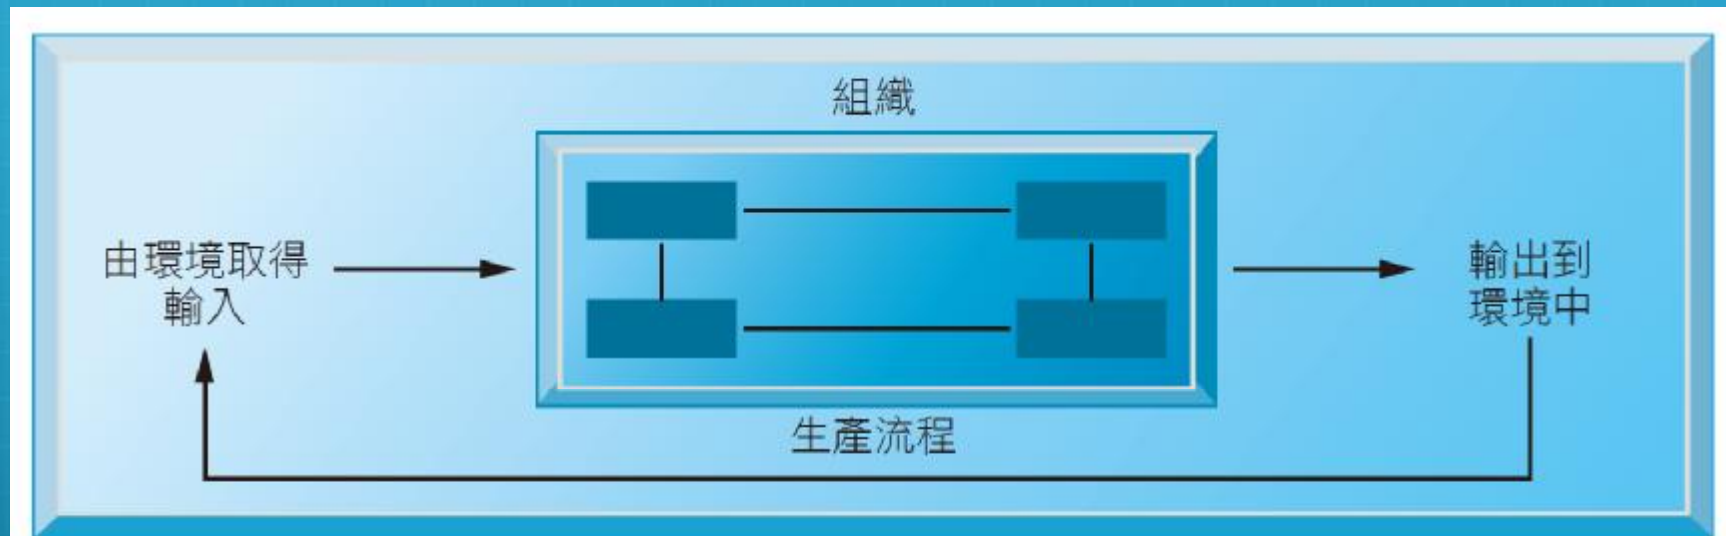 組織
由環境取得
輸入
輸出到
環境中
生產流程